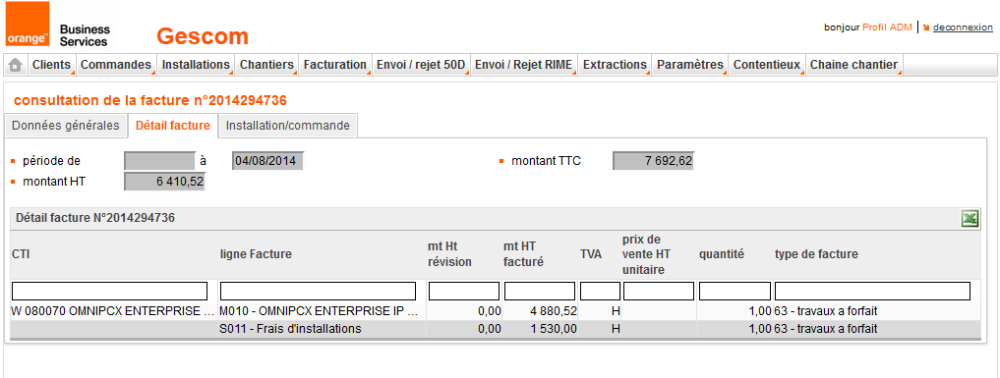 orange™
Business
Services
Gescom
bonjour Profil ADM | deconnexion
Clients Commandes Installations Chantiers Facturation Envoi / rejet 50D Envoi / Rejet RIME Extractions Paramètres Contentieux Chaine chantier
consultation de la facture n°2014294736
Données générales Détail facture Installation/commande
période de à 04/08/2014 montant TTC 7 692,62
montant HT 6 410,52
Détail facture N°2014294736
CTI ligne Facture mt Ht révision mt HT facturé TVA prix de vente HT unitaire quantité type de facture
W 080070 OMNIPCX ENTERPRISE ... M010 - OMNIPCX ENTERPRISE IP ... 0,00 4 880,52 H 1,00 63 - travaux a forfait
S011 - Frais d'installations 0,00 1 530,00 H 1,00 63 - travaux a forfait